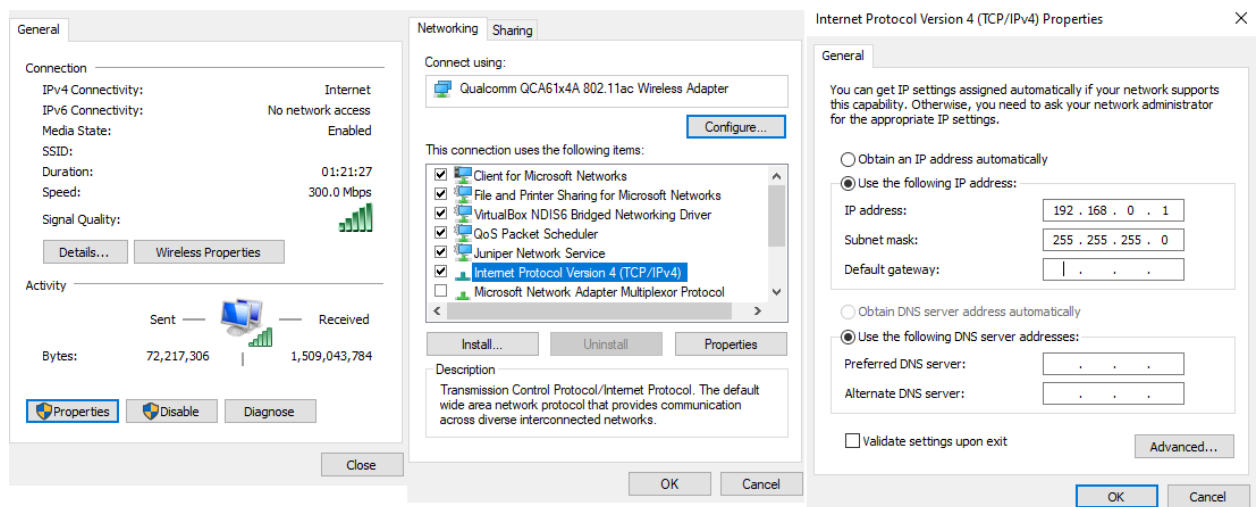 General
Connection
IPv4 Connectivity: Internet
IPv6 Connectivity: No network access
Media State: Enabled
SSID:
Duration: 01:21:27
Speed: 300.0 Mbps
Signal Quality:
Details... Wireless Properties
Activity
Sent Received
Bytes: 72,217,306 1,509,043,784
Properties Disable Diagnose
Close
Networking Sharing
Connect using:
Qualcomm QCA61x4A 802.11ac Wireless Adapter
Configure...
This connection uses the following items:
Client for Microsoft Networks
File and Printer Sharing for Microsoft Networks
VirtualBox NDIS6 Bridged Networking Driver
QoS Packet Scheduler
Juniper Network Service
Internet Protocol Version 4 (TCP/IPv4)
Microsoft Network Adapter Multiplexor Protocol
Install... Uninstall Properties
Description
Transmission Control Protocol/Internet Protocol. The default
wide area network protocol that provides communication
across diverse interconnected networks.
OK Cancel
Internet Protocol Version 4 (TCP/IPv4) Properties
General
You can get IP settings assigned automatically if your network supports
this capability. Otherwise, you need to ask your network administrator
for the appropriate IP settings.
Obtain an IP address automatically
Use the following IP address:
IP address: 192 . 168 . 0 . 1
Subnet mask: 255 . 255 . 255 . 0
Default gateway: . . .
Obtain DNS server address automatically
Use the following DNS server addresses:
Preferred DNS server: . . .
Alternate DNS server: . . .
Validate settings upon exit
Advanced...
OK Cancel